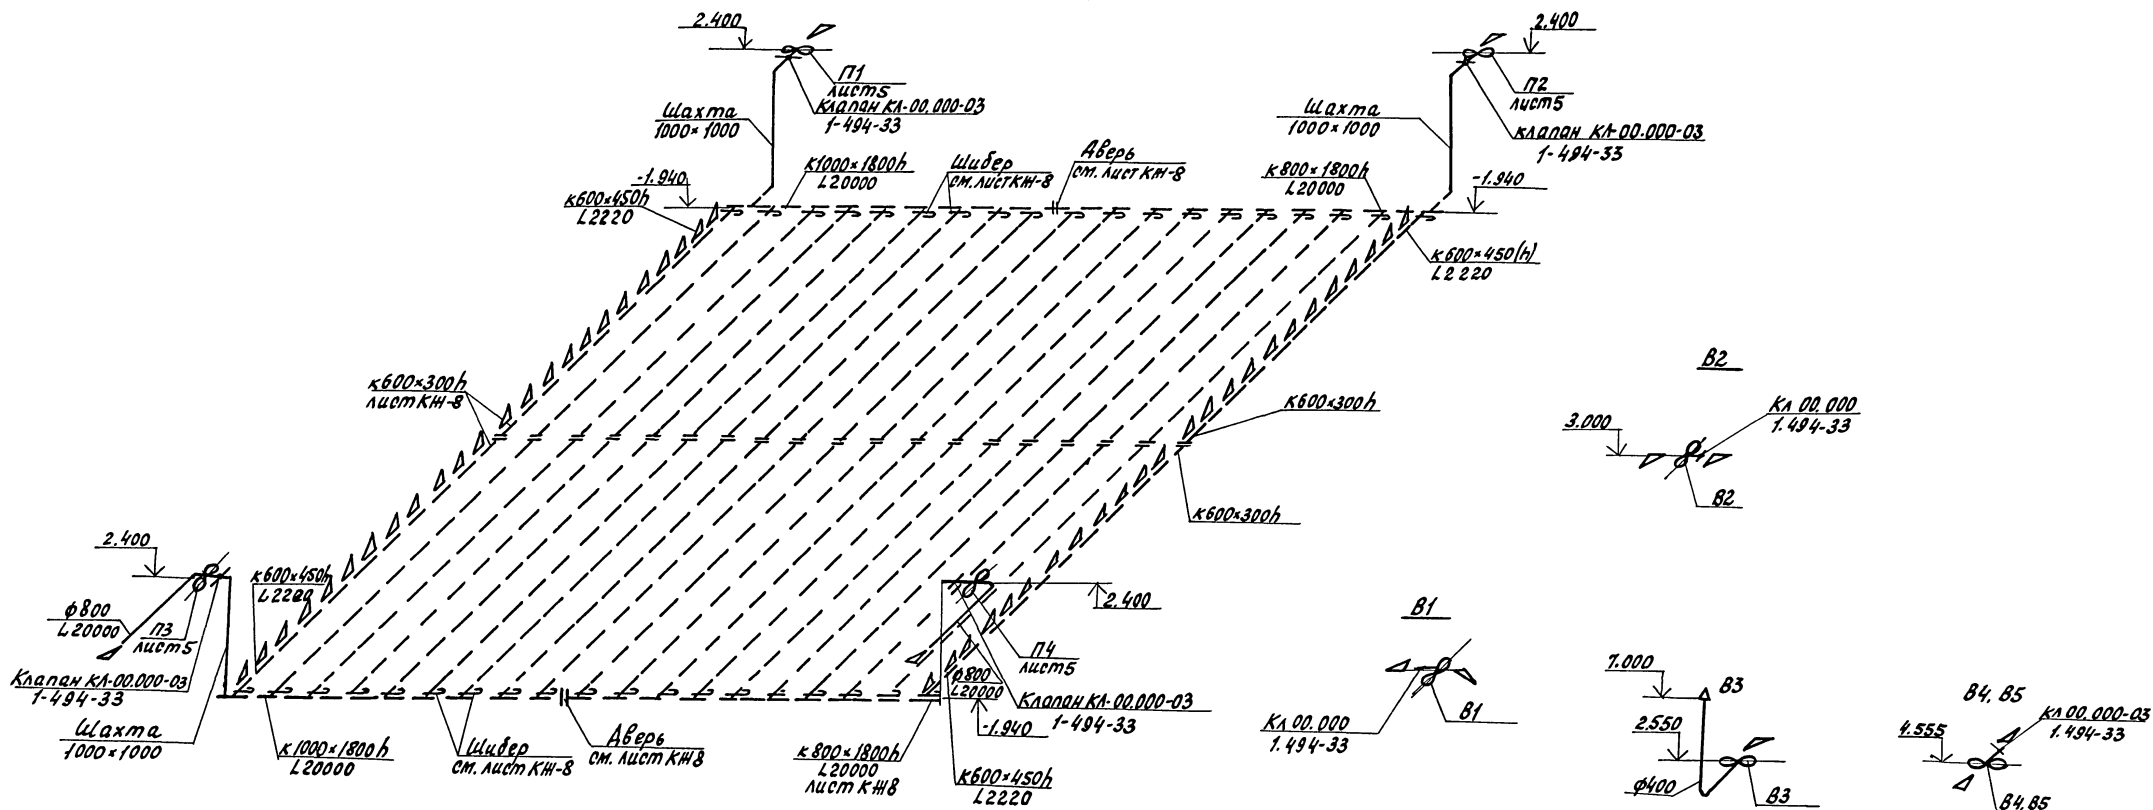 2.400
П1
лист5
Клапан КЛ-00.000-03
1-494-33
Шахта
1000×1000
2.400
П2
лист5
клапан КЛ-00.000-03
1-494-33
Шахта
1000×1000
-1.940
к1000×1800h
L20000
Шибер
см. лист КЖ-8
Дверь
см. лист КЖ-8
к800×1800h
L20000
-1.940
к600×450h
L2220
к600×450(h)
L2220
к600×300h
лист КЖ-8
к600×300h
к600×300h
В2
3.000
КЛ 00.000
1.494-33
В2
2.400
к600×450h
L2220
ф800
L20000
П3
лист5
Клапан КЛ-00.000-03
1-494-33
Шахта
1000×1000
к1000×1800h
L20000
Шибер
см. лист КЖ-8
Дверь
см. лист КЖ8
к800×1800h
L20000
лист КЖ8
2.400
П4
лист5
ф800
L20000
-1.940
Клапан КЛ-00.000-03
1-494-33
к600×450h
L2220
В1
КЛ 00.000
1.494-33
В1
7.000
В3
2.550
ф400
В3
В4, В5
4.555
КЛ 00.000-03
1.494-33
В4, В5